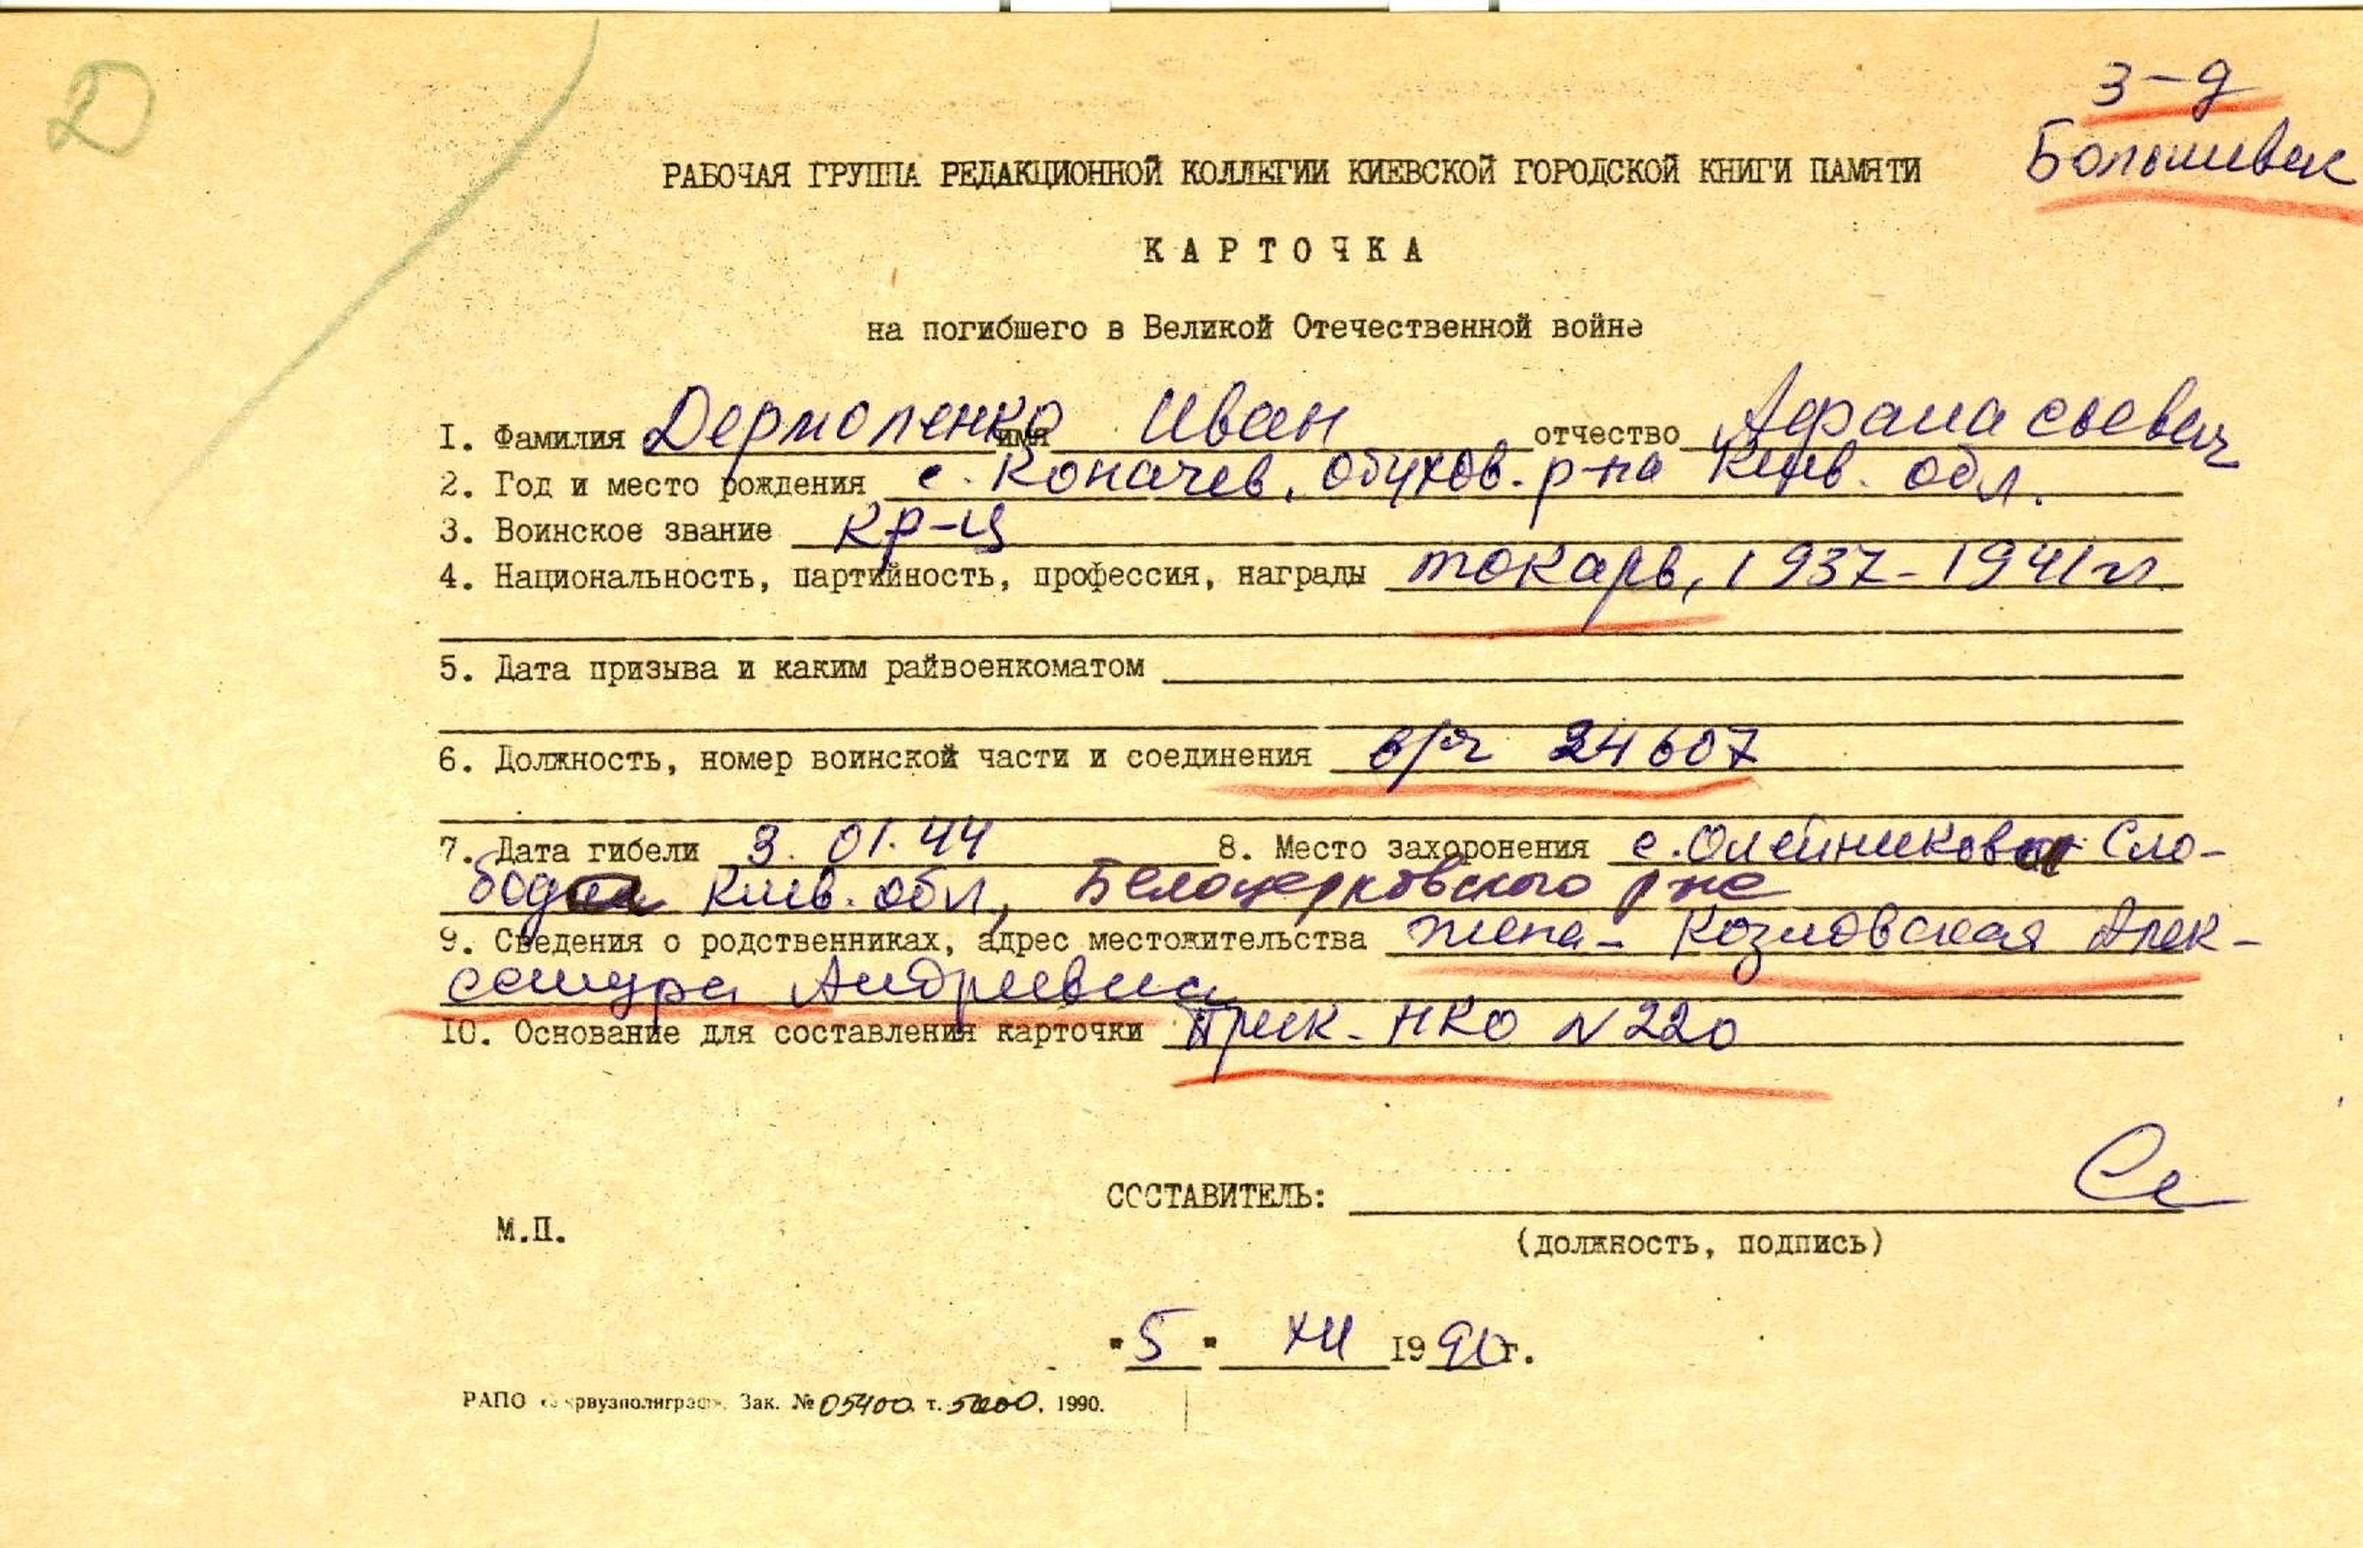 Д
з-д
Большевик
РАБОЧАЯ ГРУППА РЕДАКЦИОННОЙ КОЛЛЕГИИ КИЕВСКОЙ ГОРОДСКОЙ КНИГИ ПАМЯТИ
КАРТОЧКА
на погибшего в Великой Отечественной войне
I. Фамилия Дермоленко имя Иван отчество Афанасьевич
2. Год и место рождения с. Копачев, Обухов. р-на Киев. обл.
3. Воинское звание кр-ц
4. Национальность, партийность, профессия, награды токарь, 1937-1941 гг.
5. Дата призыва и каким райвоенкоматом
6. Должность, номер воинской части и соединения в/ч 24607
7. Дата гибели 3. 01. 44 8. Место захоронения с. Олейникова Сло-
бода Киев. обл, Белоцерковского р-на
9. Сведения о родственниках, адрес местожительства жена - Козловская Алек-
сандра Андреевна
10. Основание для составления карточки НКО N 220
СОСТАВИТЕЛЬ:
М.П.
(должность, подпись)
"5" XII 1990 г.
РАПО Зак. № 05400 т. 5000. 1990.